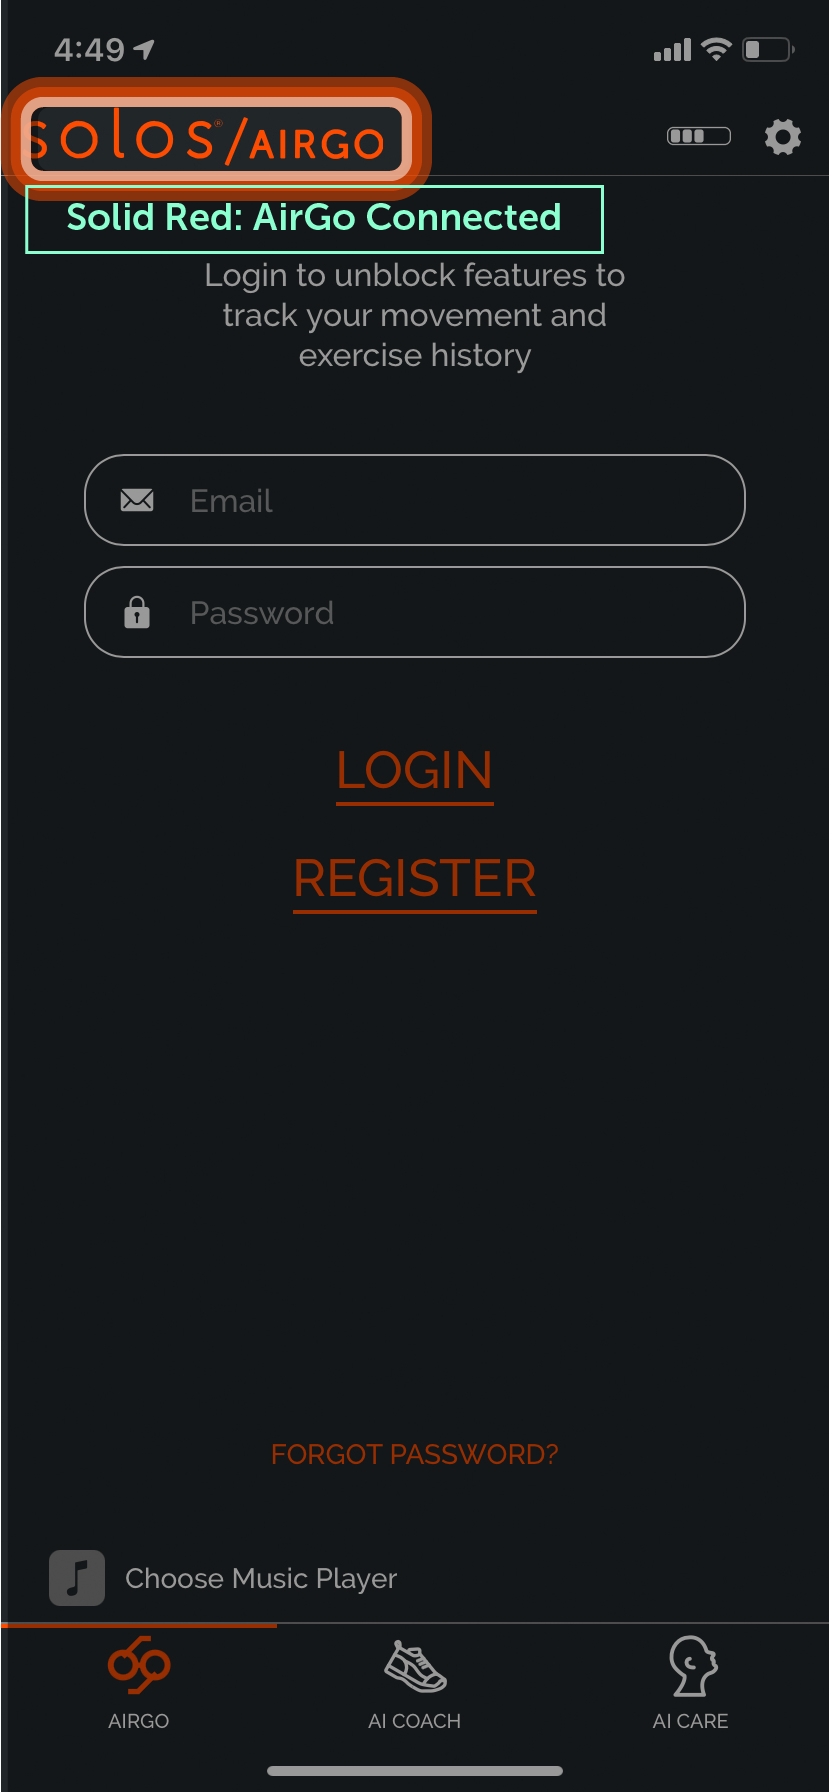 4:49
solos®/AIRGO
Solid Red: AirGo Connected
Login to unblock features to
track your movement and
exercise history
Email
Password
LOGIN
REGISTER
FORGOT PASSWORD?
Choose Music Player
AIRGO
AI COACH
AI CARE